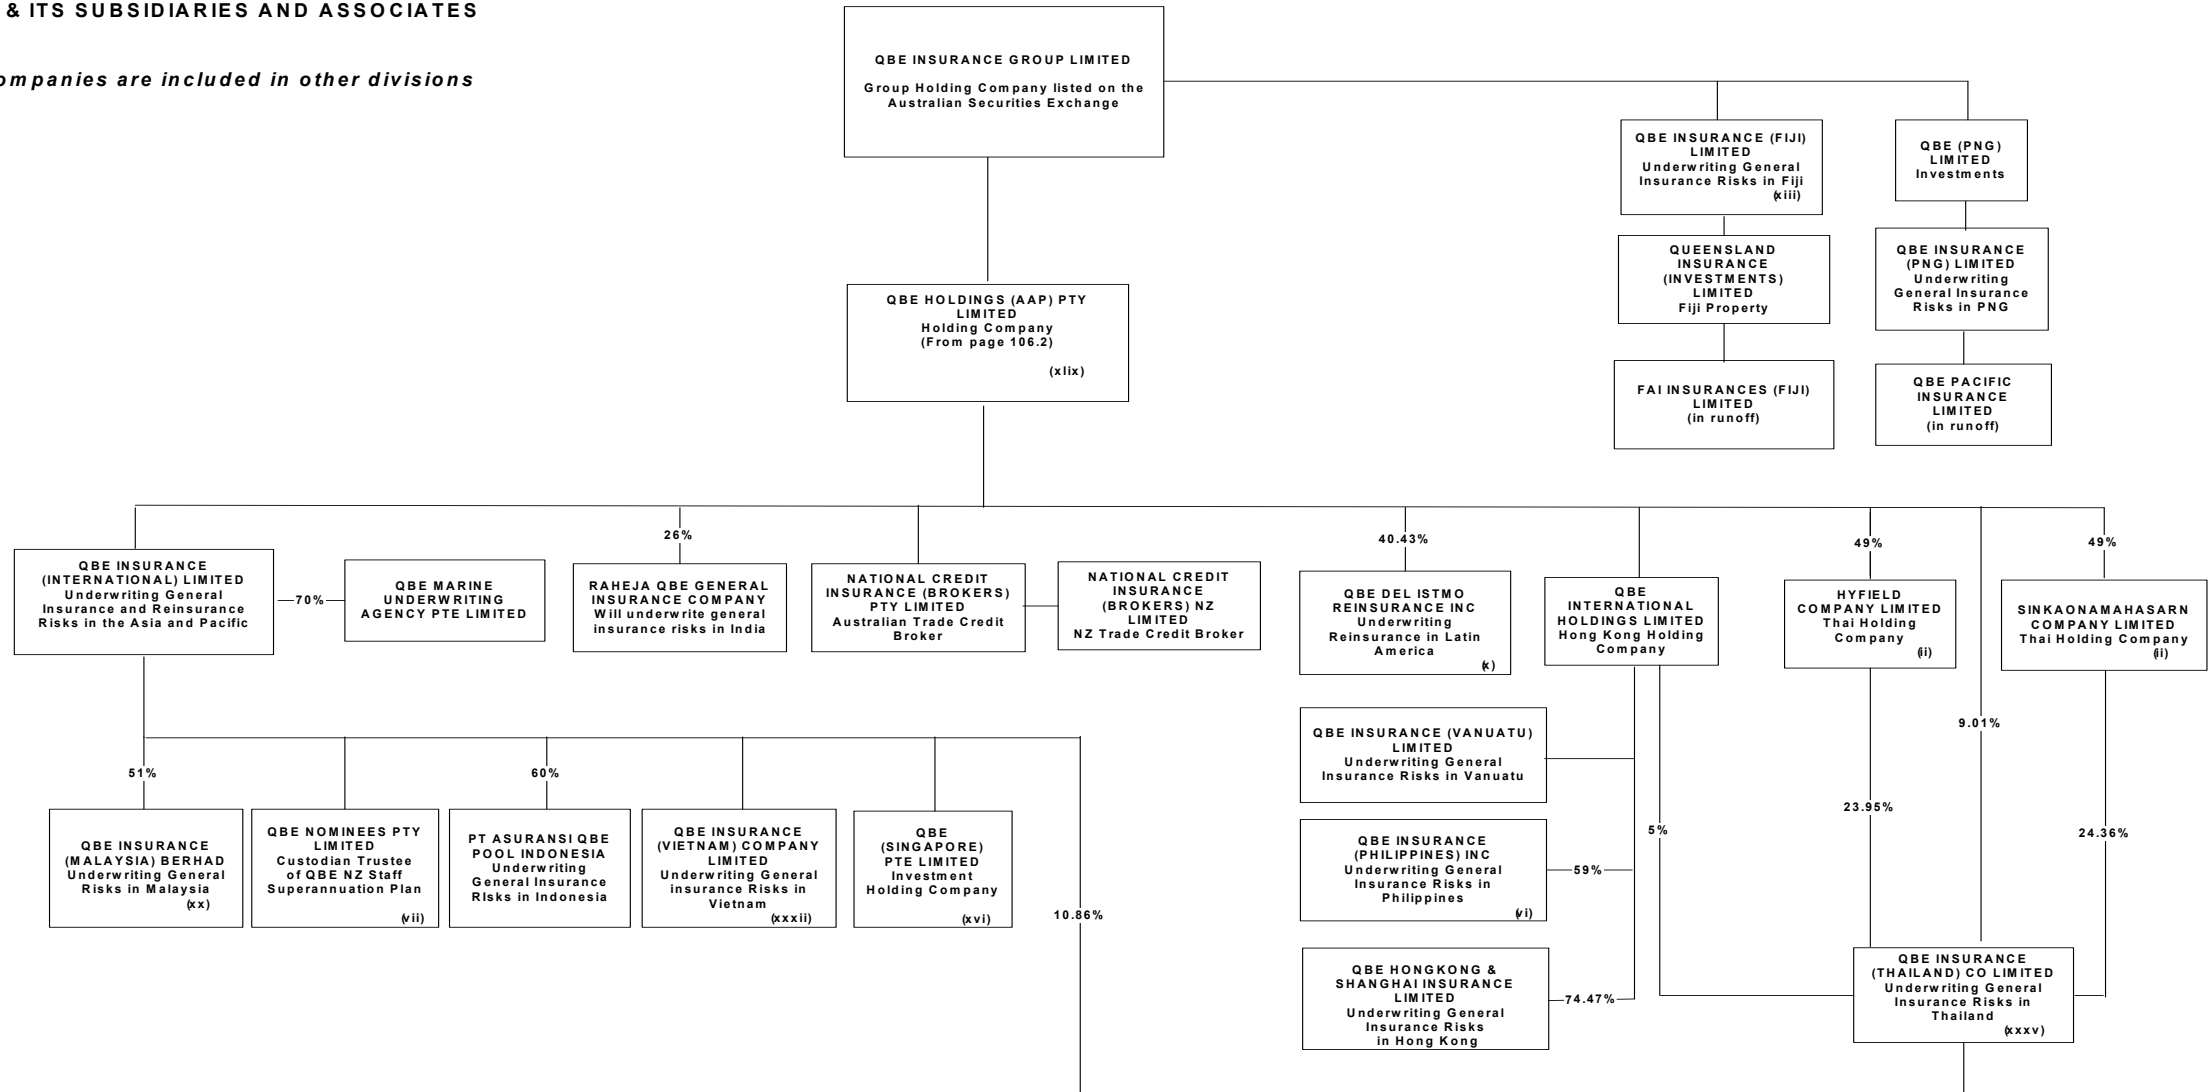 & ITS SUBSIDIARIES AND ASSOCIATES
ompanies are included in other divisions
QBE INSURANCE GROUP LIMITED
Group Holding Company listed on the
Australian Securities Exchange
QBE INSURANCE (FIJI)
LIMITED
Underwriting General
Insurance Risks in Fiji
(xiii)
QBE (PNG)
LIMITED
Investments
QUEENSLAND
INSURANCE
(INVESTMENTS)
LIMITED
Fiji Property
QBE INSURANCE
(PNG) LIMITED
Underwriting
General Insurance
Risks in PNG
FAI INSURANCES (FIJI)
LIMITED
(in runoff)
QBE PACIFIC
INSURANCE
LIMITED
(in runoff)
QBE HOLDINGS (AAP) PTY
LIMITED
Holding Company
(From page 106.2)
(xlix)
26%
40.43%
49%
49%
QBE INSURANCE
(INTERNATIONAL) LIMITED
Underwriting General
Insurance and Reinsurance
Risks in the Asia and Pacific
70%
QBE MARINE
UNDERWRITING
AGENCY PTE LIMITED
RAHEJA QBE GENERAL
INSURANCE COMPANY
Will underwrite general
insurance risks in India
NATIONAL CREDIT
INSURANCE (BROKERS)
PTY LIMITED
Australian Trade Credit
Broker
NATIONAL CREDIT
INSURANCE
(BROKERS) NZ
LIMITED
NZ Trade Credit Broker
QBE DEL ISTMO
REINSURANCE INC
Underwriting
Reinsurance in Latin
America
(x)
QBE
INTERNATIONAL
HOLDINGS LIMITED
Hong Kong Holding
Company
HYFIELD
COMPANY LIMITED
Thai Holding
Company
(ii)
SINKAONAMAHASARN
COMPANY LIMITED
Thai Holding Company
(ii)
QBE INSURANCE (VANUATU)
LIMITED
Underwriting General
Insurance Risks in Vanuatu
9.01%
51%
60%
23.95%
5%
24.36%
QBE INSURANCE
(MALAYSIA) BERHAD
Underwriting General
Risks in Malaysia
(xx)
QBE NOMINEES PTY
LIMITED
Custodian Trustee
of QBE NZ Staff
Superannuation Plan
(vii)
PT ASURANSI QBE
POOL INDONESIA
Underwriting
General Insurance
RIsks in Indonesia
QBE INSURANCE
(VIETNAM) COMPANY
LIMITED
Underwriting General
insurance Risks in
Vietnam
(xxxii)
QBE
(SINGAPORE)
PTE LIMITED
Investment
Holding Company
(xvi)
10.86%
QBE INSURANCE
(PHILIPPINES) INC
Underwriting General
Insurance Risks in
Philippines
(vi)
59%
QBE HONGKONG &
SHANGHAI INSURANCE
LIMITED
Underwriting General
Insurance Risks
in Hong Kong
74.47%
QBE INSURANCE
(THAILAND) CO LIMITED
Underwriting General
Insurance Risks in
Thailand
(xxxv)